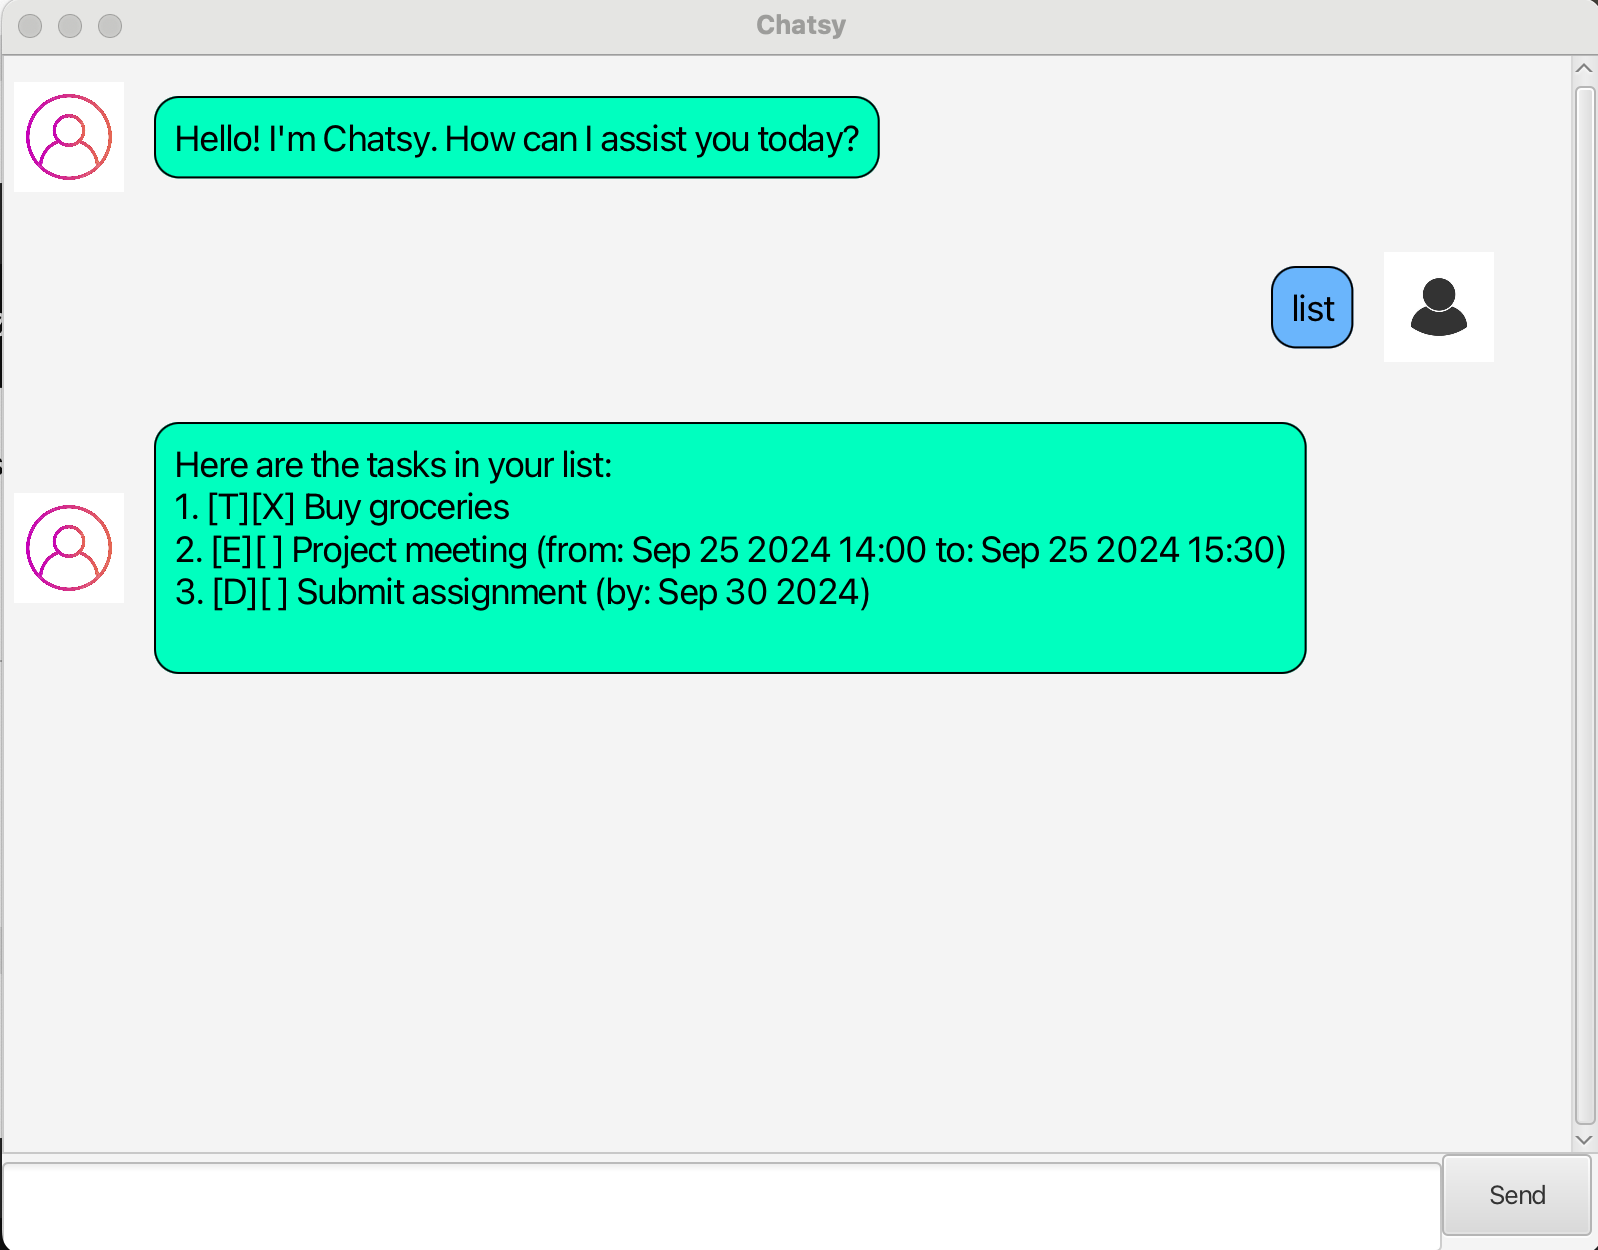 Chatsy
Hello! I'm Chatsy. How can I assist you today?
list
Here are the tasks in your list:
1. [T][X] Buy groceries
2. [E][ ] Project meeting (from: Sep 25 2024 14:00 to: Sep 25 2024 15:30)
3. [D][ ] Submit assignment (by: Sep 30 2024)
Send